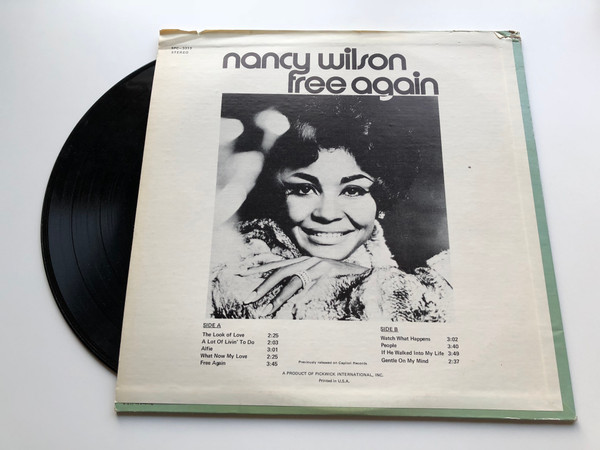 STEREO
nancy wilson
free again
SIDE A
The Look of Love 2:25
A Lot Of Livin' To Do 2:03
Alfie 3:01
What Now My Love 2:25
Free Again 3:45
SIDE B
Watch What Happens 3:02
People 3:40
If He Walked Into My Life 3:49
Gentle On My Mind 2:37
Previously released on Capitol Records
A PRODUCT OF PICKWICK INTERNATIONAL, INC.
Printed in U.S.A.